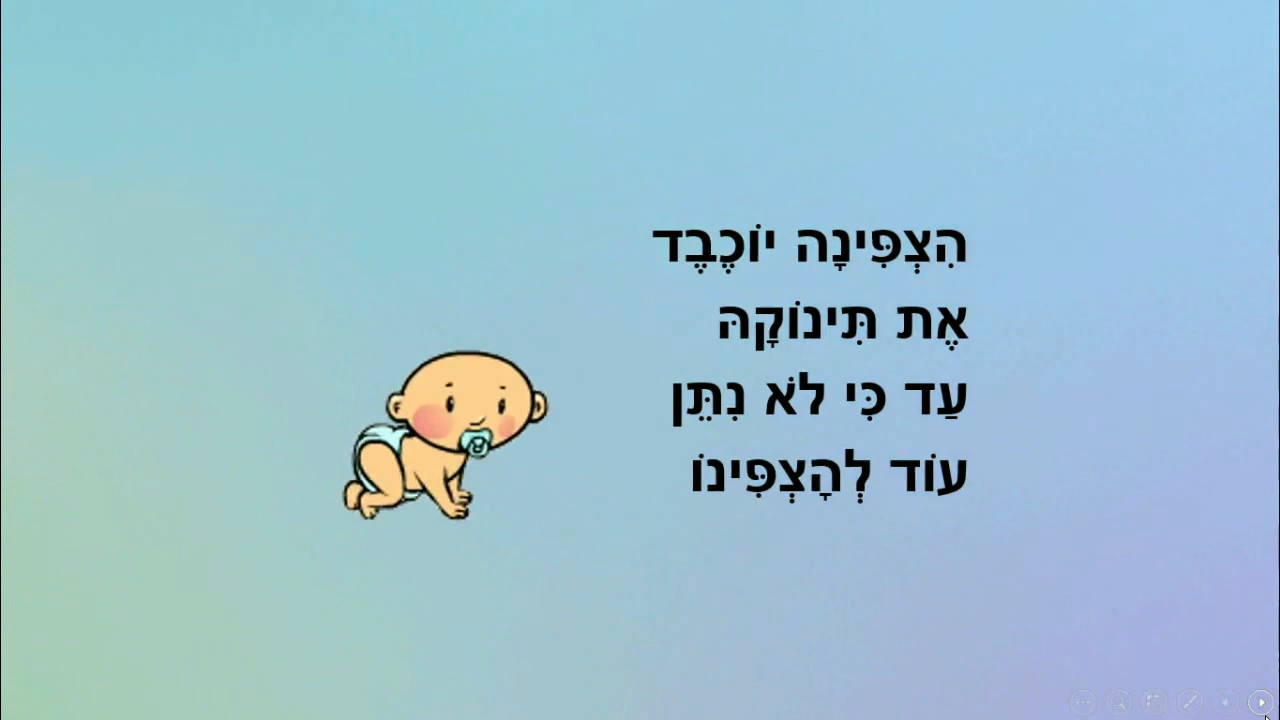 הִצְפִּינָה יוֹכֶבֶד
אֶת תִּינוֹקָהּ
עַד כִּי לֹא נִתֵּן
עוֹד לְהָצְפִּינוֹ